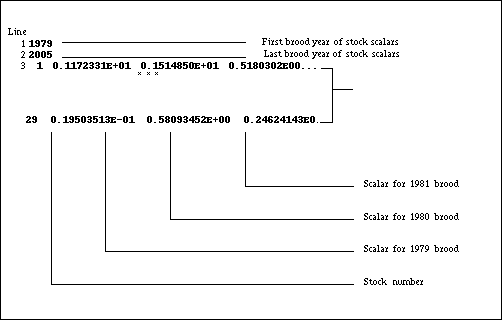 Line
1 1979 First brood year of stock scalars
2 2005 Last brood year of stock scalars
3 1 0.1172331E+01 0.1514850E+01 0.5180302E00...
x x x
29 0.19503513E-01 0.58093452E+00 0.24624143E0.
Scalar for 1981 brood
Scalar for 1980 brood
Scalar for 1979 brood
Stock number